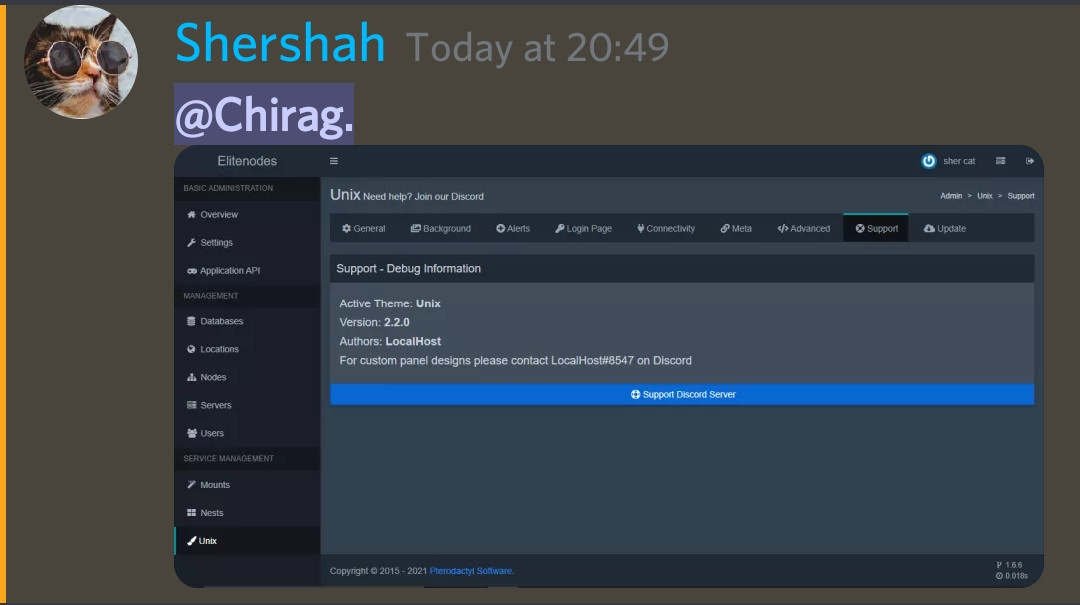 Shershah Today at 20:49
@Chirag.
Elitenodes
sher cat
BASIC ADMINISTRATION
Overview
Settings
Application API
MANAGEMENT
Databases
Locations
Nodes
Servers
Users
SERVICE MANAGEMENT
Mounts
Nests
Unix
Unix Need help? Join our Discord
Admin > Unix > Support
General Background Alerts Login Page Connectivity Meta Advanced Support Update
Support - Debug Information
Active Theme: Unix
Version: 2.2.0
Authors: LocalHost
For custom panel designs please contact LocalHost#8547 on Discord
Support Discord Server
Copyright © 2015 - 2021 Pterodactyl Software.
1.6.6
0.018s